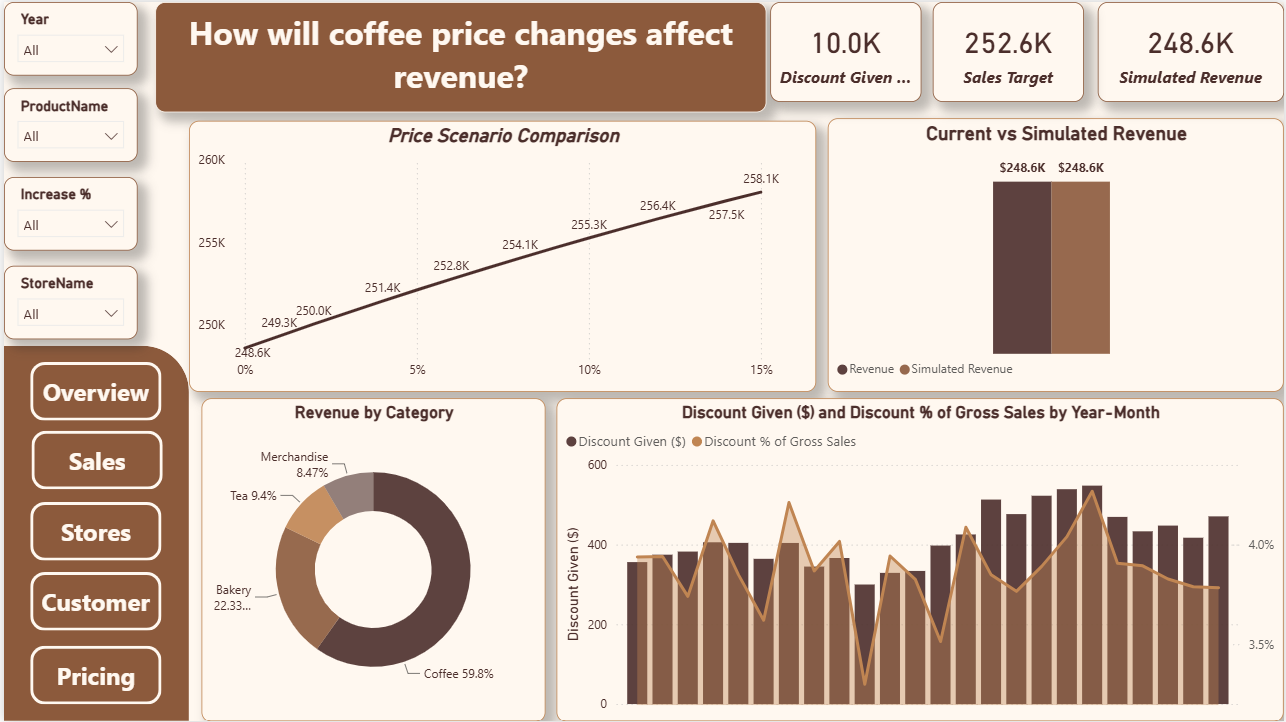 Year
All
ProductName
All
Increase %
All
StoreName
All
Overview
Sales
Stores
Customer
Pricing
How will coffee price changes affect
revenue?
10.0K
Discount Given ...
252.6K
Sales Target
248.6K
Simulated Revenue
Price Scenario Comparison
260K
255K
250K
248.6K
249.3K
250.0K
251.4K
252.8K
254.1K
255.3K
256.4K
257.5K
258.1K
0%
5%
10%
15%
Current vs Simulated Revenue
$248.6K
$248.6K
Revenue
Simulated Revenue
Revenue by Category
Merchandise
8.47%
Tea 9.4%
Bakery
22.33...
Coffee 59.8%
Discount Given ($) and Discount % of Gross Sales by Year-Month
Discount Given ($)
Discount % of Gross Sales
Discount Given ($)
600
400
200
0
4.0%
3.5%